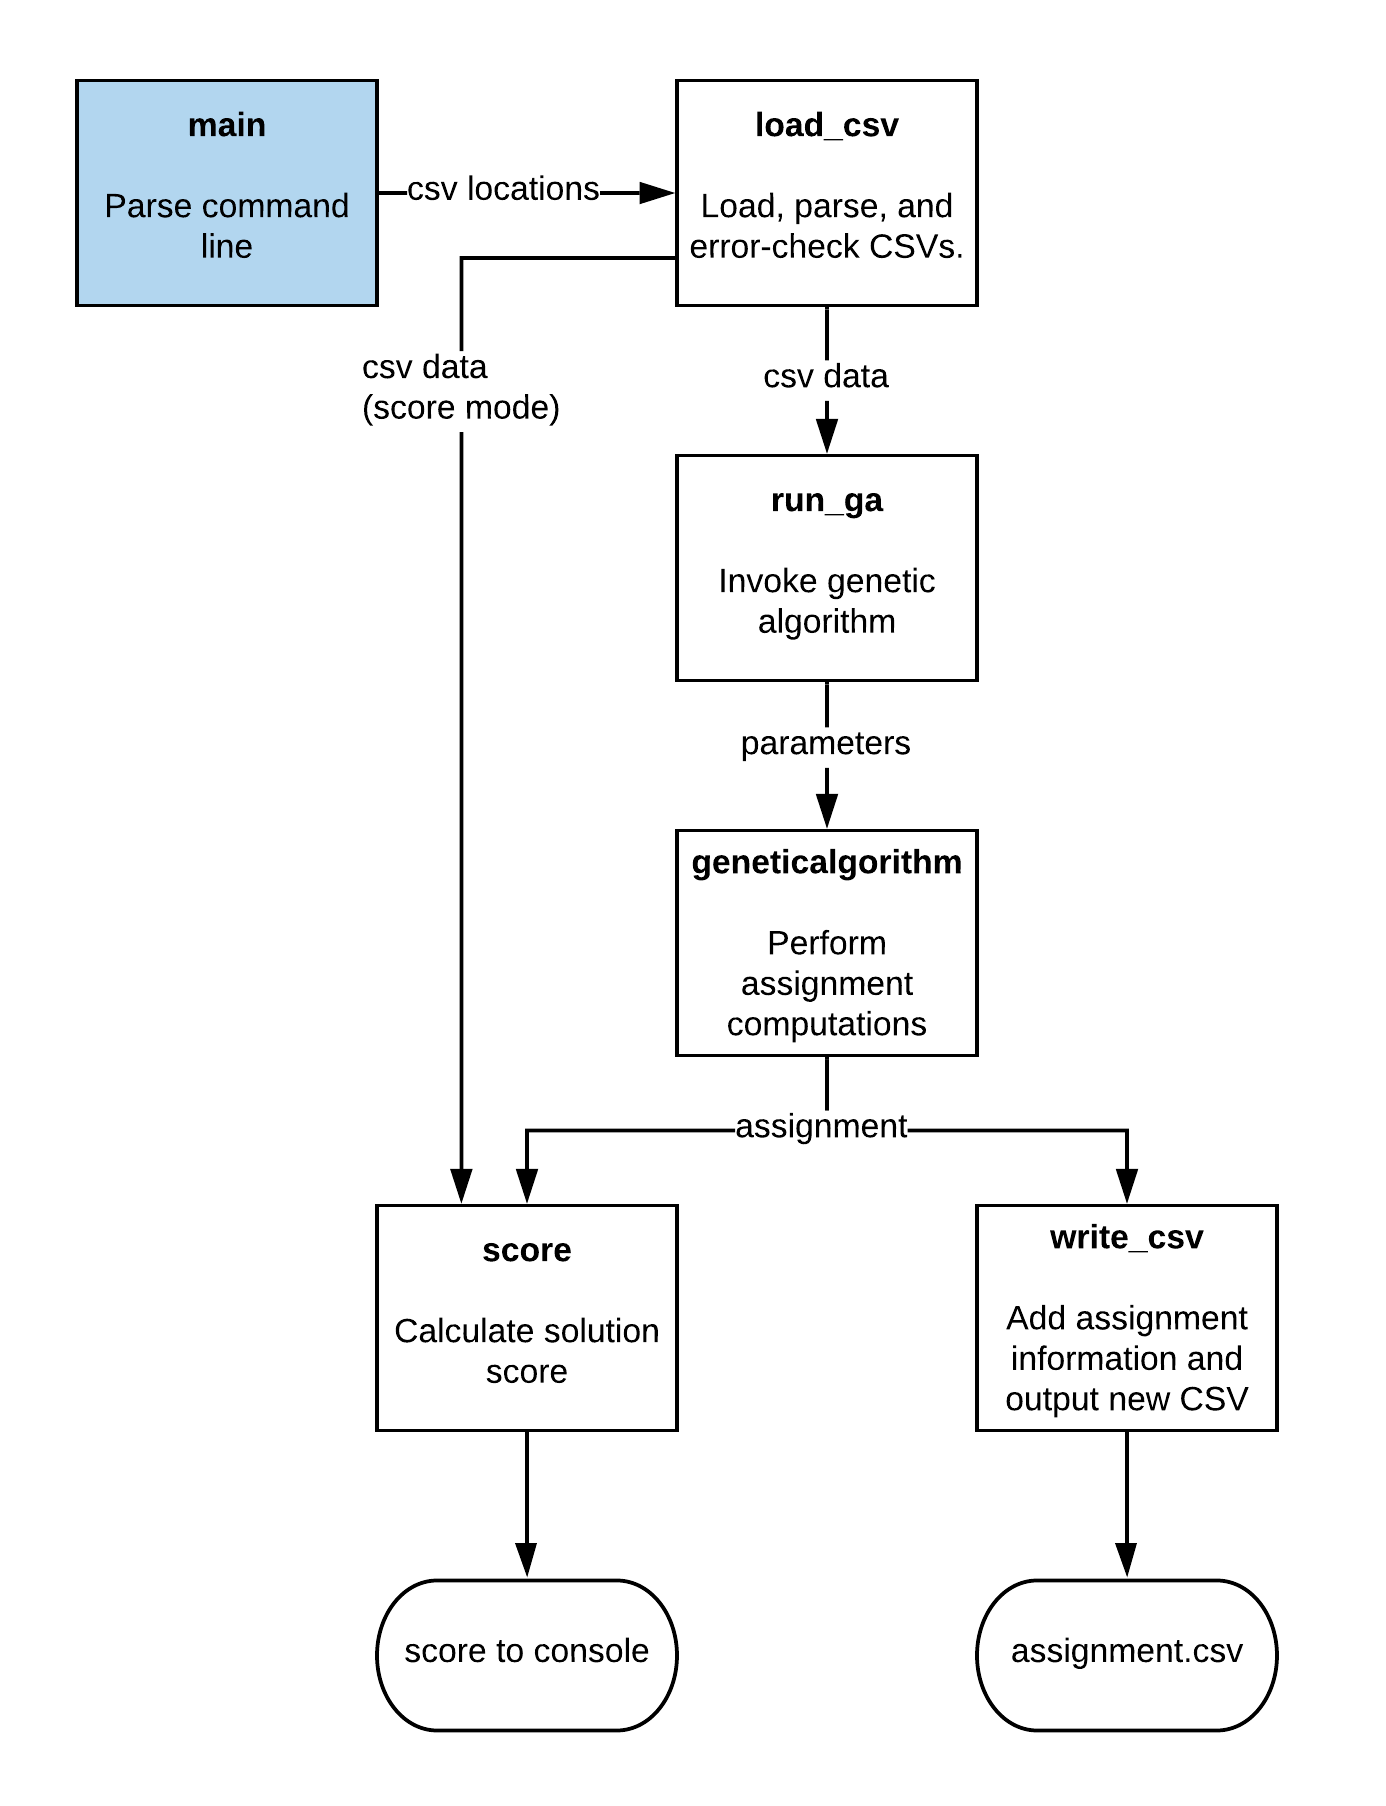 main
Parse command
line
csv locations
load_csv
Load, parse, and
error-check CSVs.
csv data
(score mode)
csv data
run_ga
Invoke genetic
algorithm
parameters
geneticalgorithm
Perform
assignment
computations
assignment
score
Calculate solution
score
write_csv
Add assignment
information and
output new CSV
score to console
assignment.csv